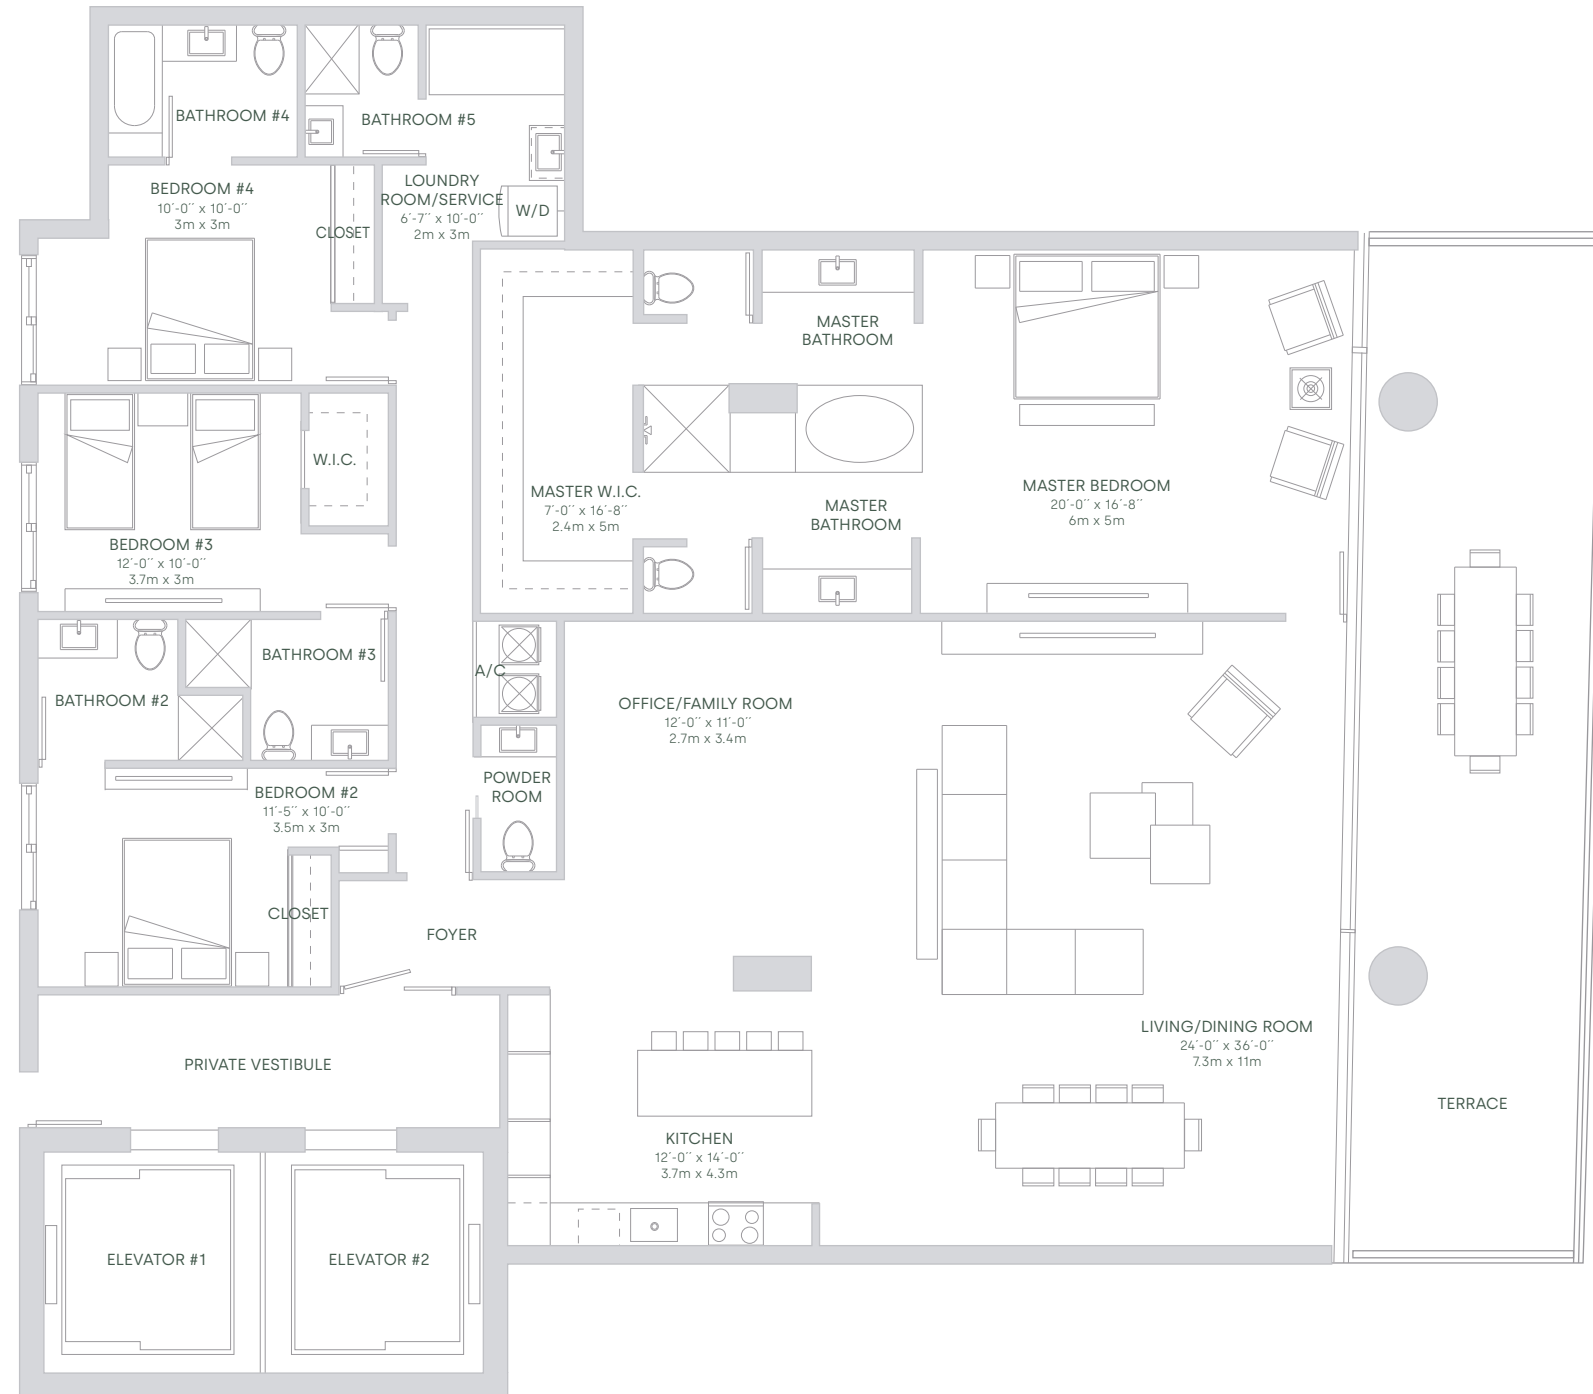 BATHROOM #4
BATHROOM #5
BEDROOM #4
10´-0´´ x 10´-0´´
3m x 3m
CLOSET
LOUNDRY
ROOM/SERVICE
6´-7´´ x 10´-0´´
2m x 3m
W/D
MASTER
BATHROOM
W.I.C.
MASTER W.I.C.
7´-0´´ x 16´-8´´
2.4m x 5m
MASTER
BATHROOM
MASTER BEDROOM
20´-0´´ x 16´-8´´
6m x 5m
BEDROOM #3
12´-0´´ x 10´-0´´
3.7m x 3m
BATHROOM #3
BATHROOM #2
A/C
OFFICE/FAMILY ROOM
12´-0´´ x 11´-0´´
2.7m x 3.4m
POWDER
ROOM
BEDROOM #2
11´-5´´ x 10´-0´´
3.5m x 3m
CLOSET
FOYER
LIVING/DINING ROOM
24´-0´´ x 36´-0´´
7.3m x 11m
PRIVATE VESTIBULE
TERRACE
KITCHEN
12´-0´´ x 14´-0´´
3.7m x 4.3m
ELEVATOR #1
ELEVATOR #2